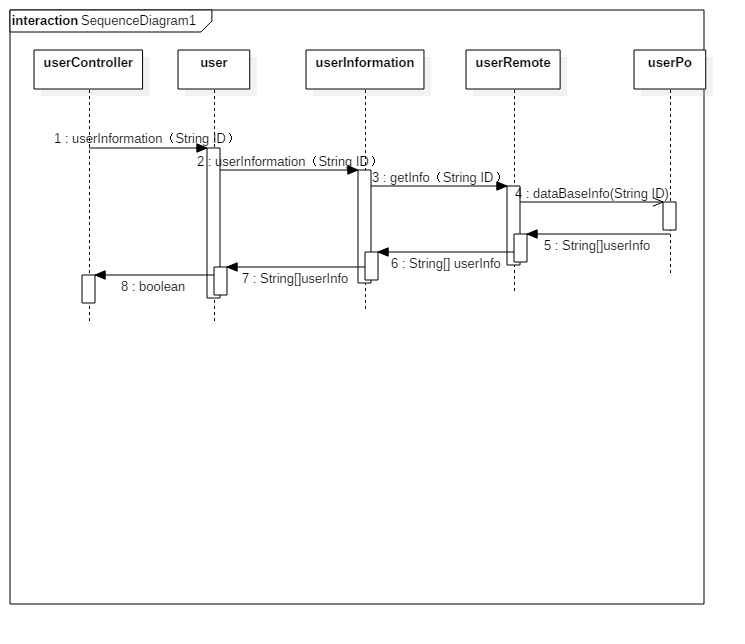 interaction SequenceDiagram1
userController
user
userInformation
userRemote
userPo
1 : userInformation（String ID）
2 : userInformation（String ID）
3 : getInfo（String ID）
4 : dataBaseInfo(String ID)
5 : String[]userInfo
6 : String[] userInfo
7 : String[]userInfo
8 : boolean